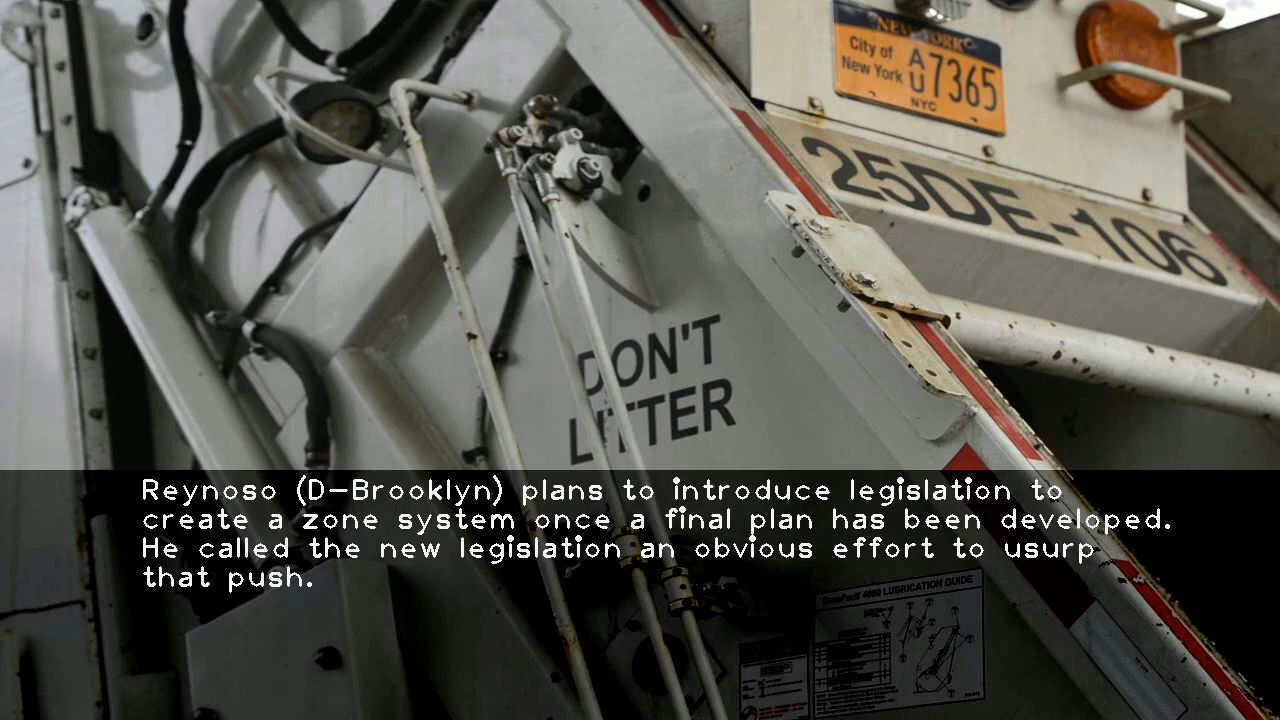 NEW YORK
City of
New York
AU
7365
NYC
25DE-106
DON'T
LITTER
Reynoso (D-Brooklyn) plans to introduce legislation to
create a zone system once a final plan has been developed.
He called the new legislation an obvious effort to usurp
that push.
4060 LUBRICATION GUIDE